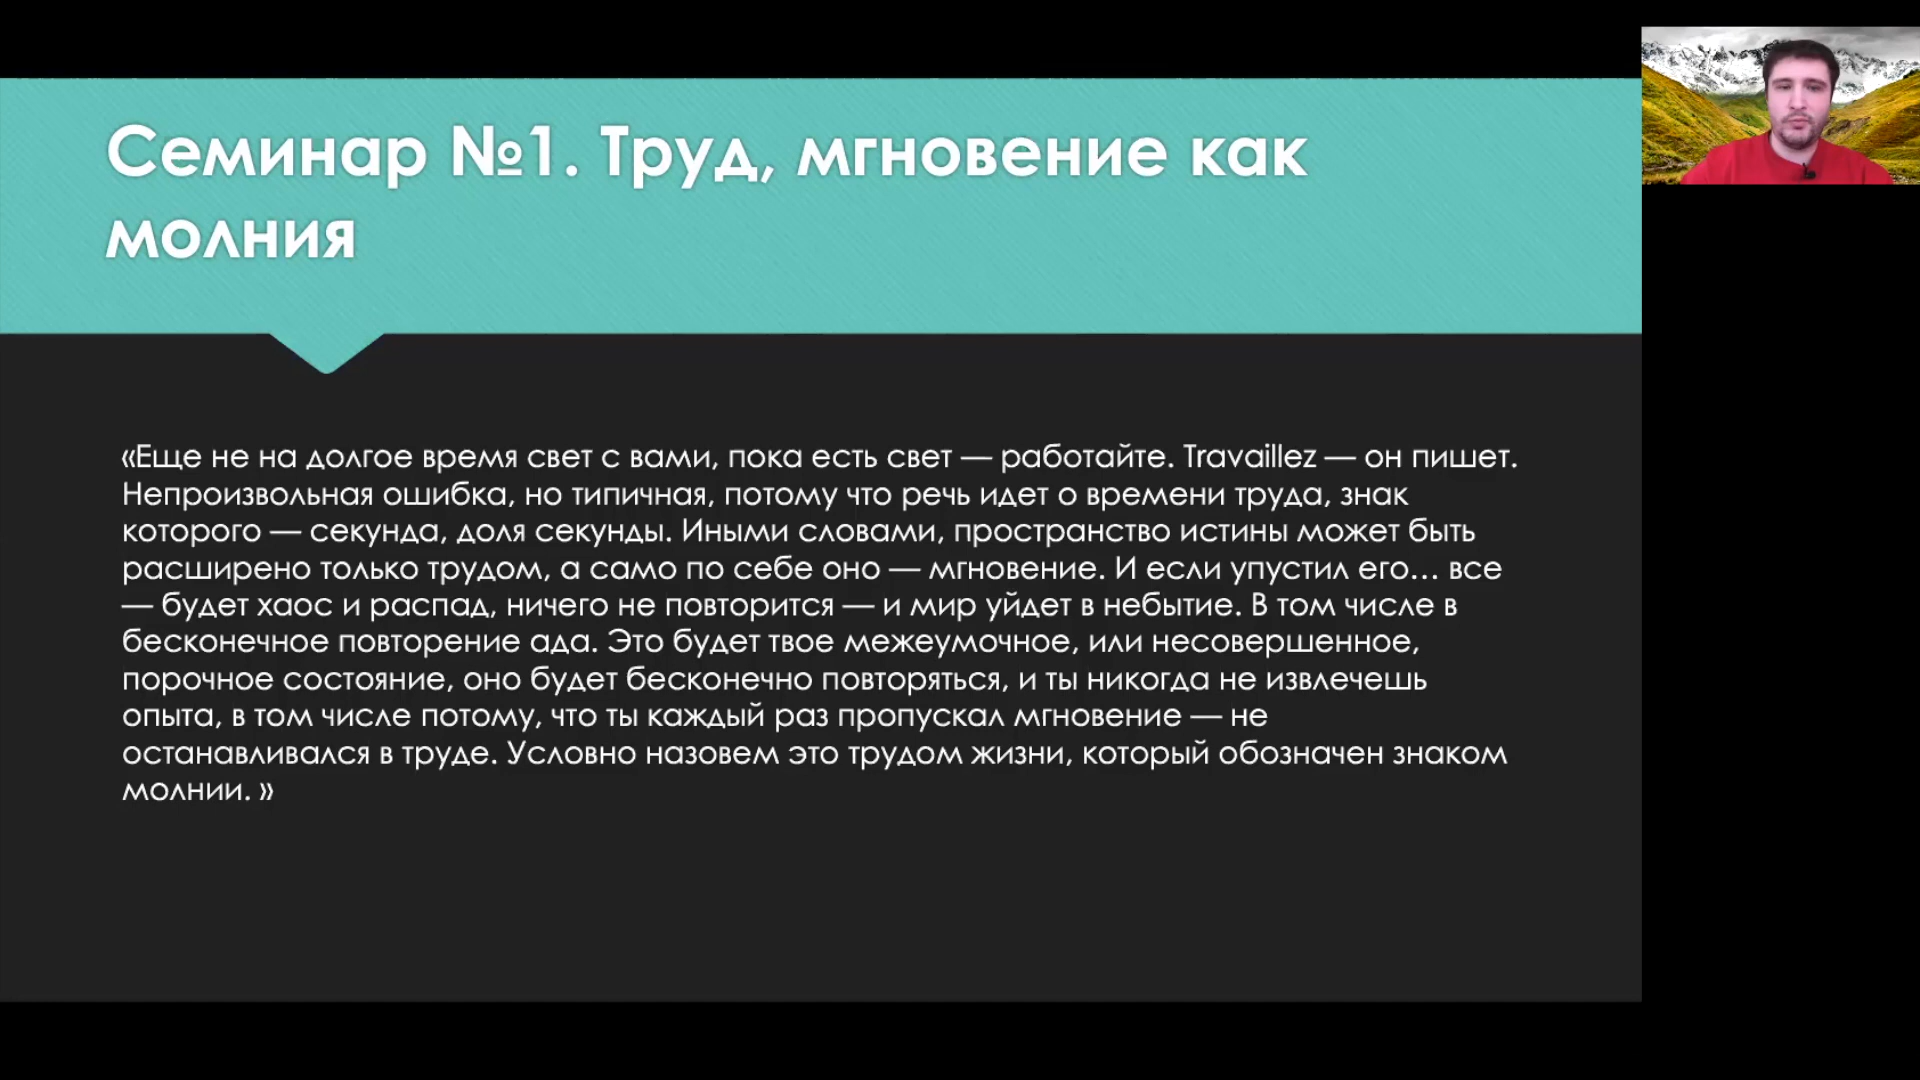 Семинар №1. Труд, мгновение как
молния
«Еще не на долгое время свет с вами, пока есть свет — работайте. Travaillez — он пишет.
Непроизвольная ошибка, но типичная, потому что речь идет о времени труда, знак
которого — секунда, доля секунды. Иными словами, пространство истины может быть
расширено только трудом, а само по себе оно — мгновение. И если упустил его... все
— будет хаос и распад, ничего не повторится — и мир уйдет в небытие. В том числе в
бесконечное повторение ада. Это будет твое межеумочное, или несовершенное,
порочное состояние, оно будет бесконечно повторяться, и ты никогда не извлечешь
опыта, в том числе потому, что ты каждый раз пропускал мгновение — не
останавливался в труде. Условно назовем это трудом жизни, который обозначен знаком
молнии. »